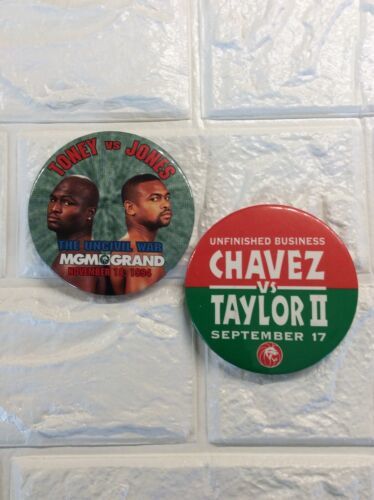 TONEY vs JONES
THE UNCIVIL WAR
MGM GRAND
NOVEMBER 18, 1994
UNFINISHED BUSINESS
CHAVEZ
VS
TAYLOR II
SEPTEMBER 17